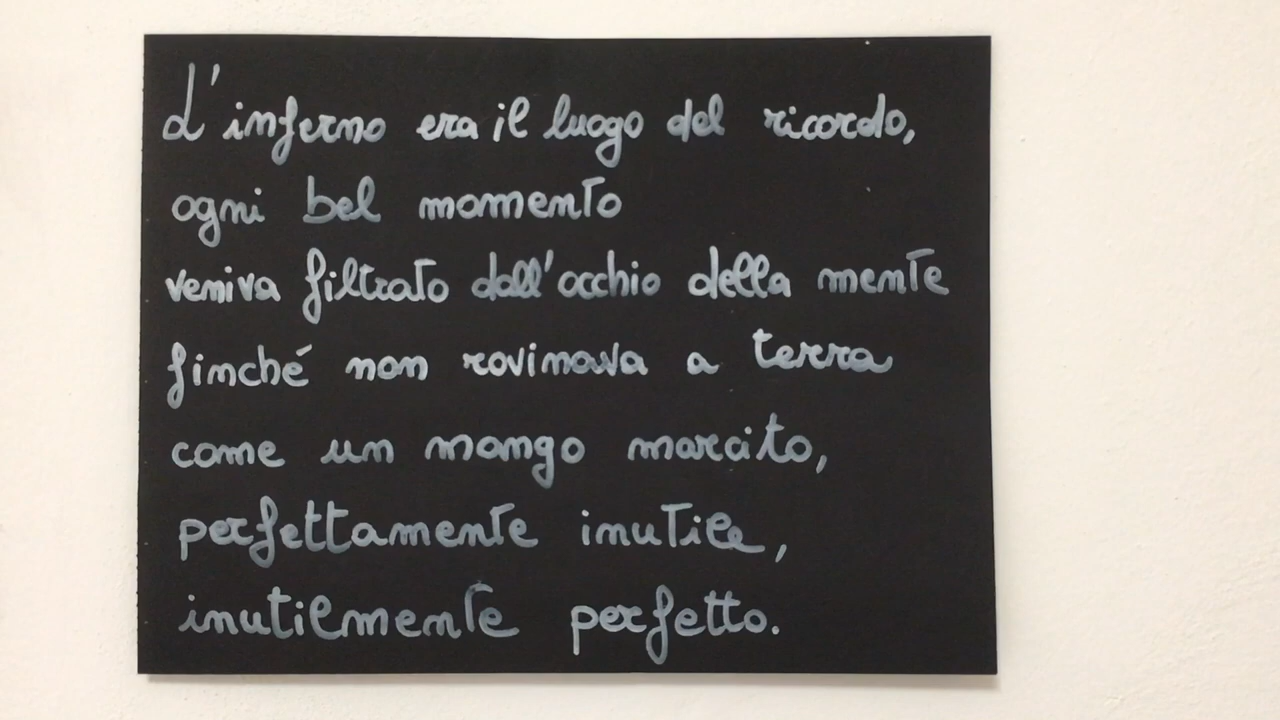 L'inferno era il luogo del ricordo,
ogni bel momento
veniva filtrato dall'occhio della mente
finché non rovinava a terra
come un mango marcito,
perfettamente inutile,
inutilmente perfetto.